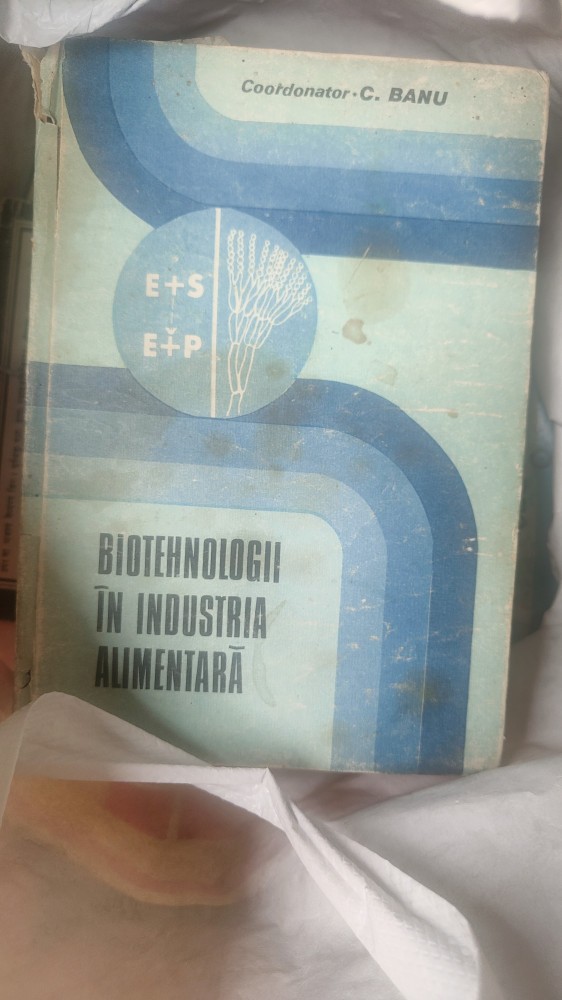 Coordonator · C. BANU
E+S
E+P
BIOTEHNOLOGII
ÎN INDUSTRIA
ALIMENTARĂ